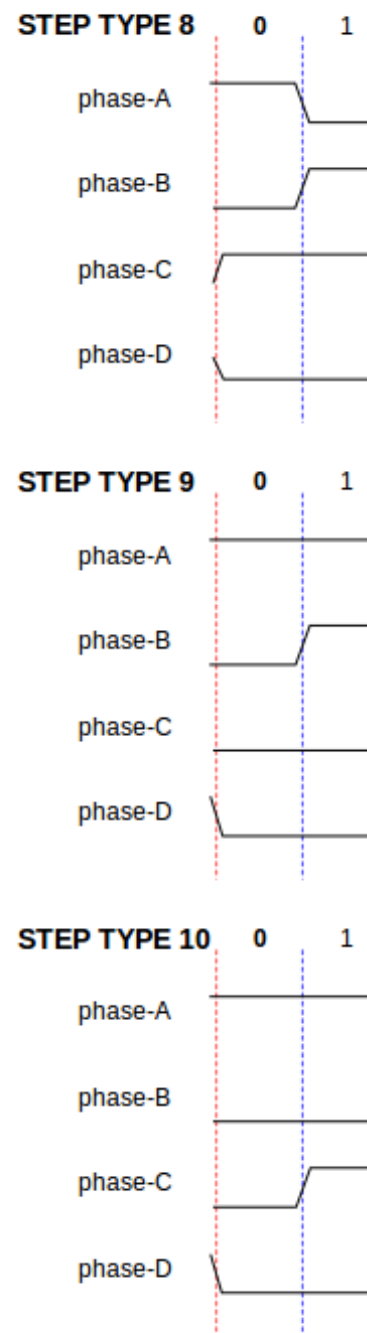 STEP TYPE 8 0 1
phase-A
phase-B
phase-C
phase-D
STEP TYPE 9 0 1
phase-A
phase-B
phase-C
phase-D
STEP TYPE 10 0 1
phase-A
phase-B
phase-C
phase-D